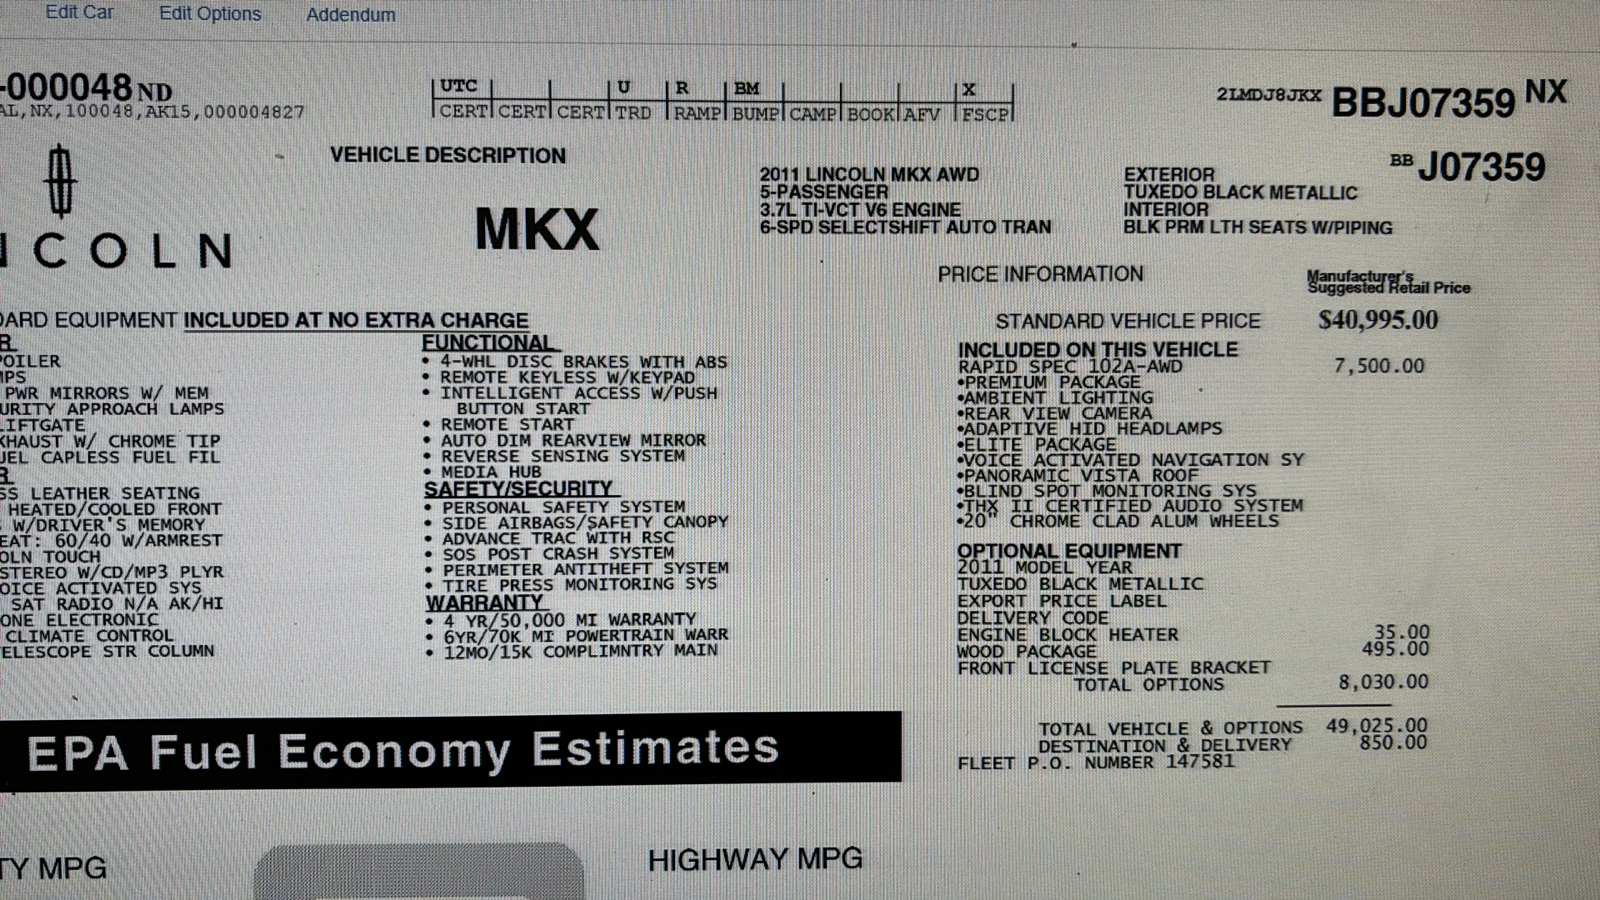 Edit Car Edit Options Addendum
-000048 ND
AL,NX,100048,AK15,000004827
UTC U R BM X
CERT CERT CERT TRD RAMP BUMP CAMP BOOK AFV FSCP
2LMDJ8JKX BBJ07359 NX
BB J07359
VEHICLE DESCRIPTION
NCOLN
MKX
2011 LINCOLN MKX AWD
5-PASSENGER
3.7L TI-VCT V6 ENGINE
6-SPD SELECTSHIFT AUTO TRAN
EXTERIOR
TUXEDO BLACK METALLIC
INTERIOR
BLK PRM LTH SEATS W/PIPING
PRICE INFORMATION
Manufacturer's
Suggested Retail Price
DARD EQUIPMENT INCLUDED AT NO EXTRA CHARGE
R
POILER
MPS
PWR MIRRORS W/ MEM
URITY APPROACH LAMPS
LIFTGATE
XHAUST W/ CHROME TIP
UEL CAPLESS FUEL FIL
R
SS LEATHER SEATING
HEATED/COOLED FRONT
W/DRIVER'S MEMORY
EAT: 60/40 W/ARMREST
OLN TOUCH
STEREO W/CD/MP3 PLYR
OICE ACTIVATED SYS
SAT RADIO N/A AK/HI
ONE ELECTRONIC
CLIMATE CONTROL
ELESCOPE STR COLUMN
FUNCTIONAL
• 4-WHL DISC BRAKES WITH ABS
• REMOTE KEYLESS W/KEYPAD
• INTELLIGENT ACCESS W/PUSH
BUTTON START
• REMOTE START
• AUTO DIM REARVIEW MIRROR
• REVERSE SENSING SYSTEM
• MEDIA HUB
SAFETY/SECURITY
• PERSONAL SAFETY SYSTEM
• SIDE AIRBAGS/SAFETY CANOPY
• ADVANCE TRAC WITH RSC
• SOS POST CRASH SYSTEM
• PERIMETER ANTITHEFT SYSTEM
• TIRE PRESS MONITORING SYS
WARRANTY
• 4 YR/50,000 MI WARRANTY
• 6YR/70K MI POWERTRAIN WARR
• 12MO/15K COMPLIMNTRY MAIN
STANDARD VEHICLE PRICE $40,995.00
INCLUDED ON THIS VEHICLE
RAPID SPEC 102A-AWD 7,500.00
•PREMIUM PACKAGE
•AMBIENT LIGHTING
•REAR VIEW CAMERA
•ADAPTIVE HID HEADLAMPS
•ELITE PACKAGE
•VOICE ACTIVATED NAVIGATION SY
•PANORAMIC VISTA ROOF
•BLIND SPOT MONITORING SYS
•THX II CERTIFIED AUDIO SYSTEM
•20" CHROME CLAD ALUM WHEELS
OPTIONAL EQUIPMENT
2011 MODEL YEAR
TUXEDO BLACK METALLIC
EXPORT PRICE LABEL
DELIVERY CODE
ENGINE BLOCK HEATER 35.00
WOOD PACKAGE 495.00
FRONT LICENSE PLATE BRACKET
TOTAL OPTIONS 8,030.00
TOTAL VEHICLE & OPTIONS 49,025.00
DESTINATION & DELIVERY 850.00
FLEET P.O. NUMBER 147581
EPA Fuel Economy Estimates
TY MPG
HIGHWAY MPG